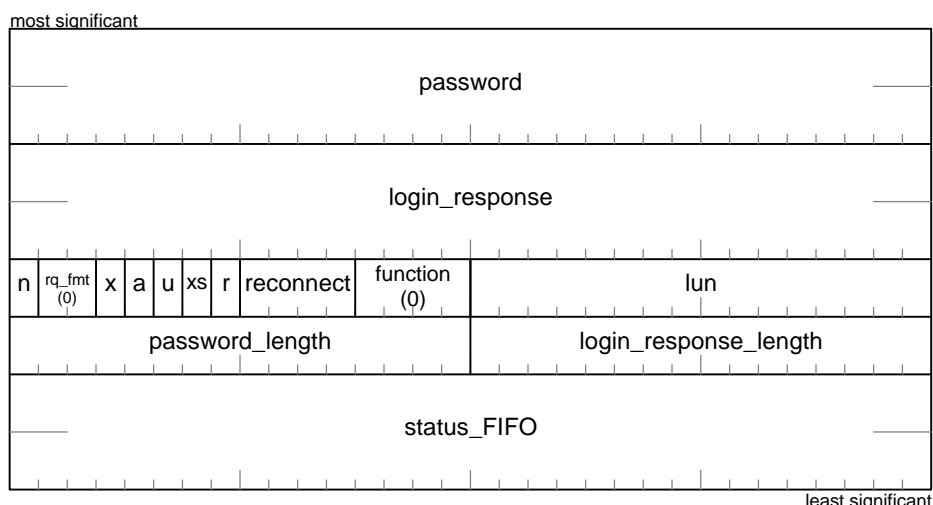 most significant
password
login_response
n rq_fmt (0) x a u xs r reconnect function (0) lun
password_length login_response_length
status_FIFO
least significant